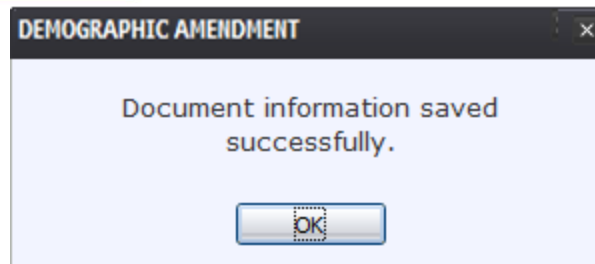 DEMOGRAPHIC AMENDMENT
Document information saved
successfully.
OK